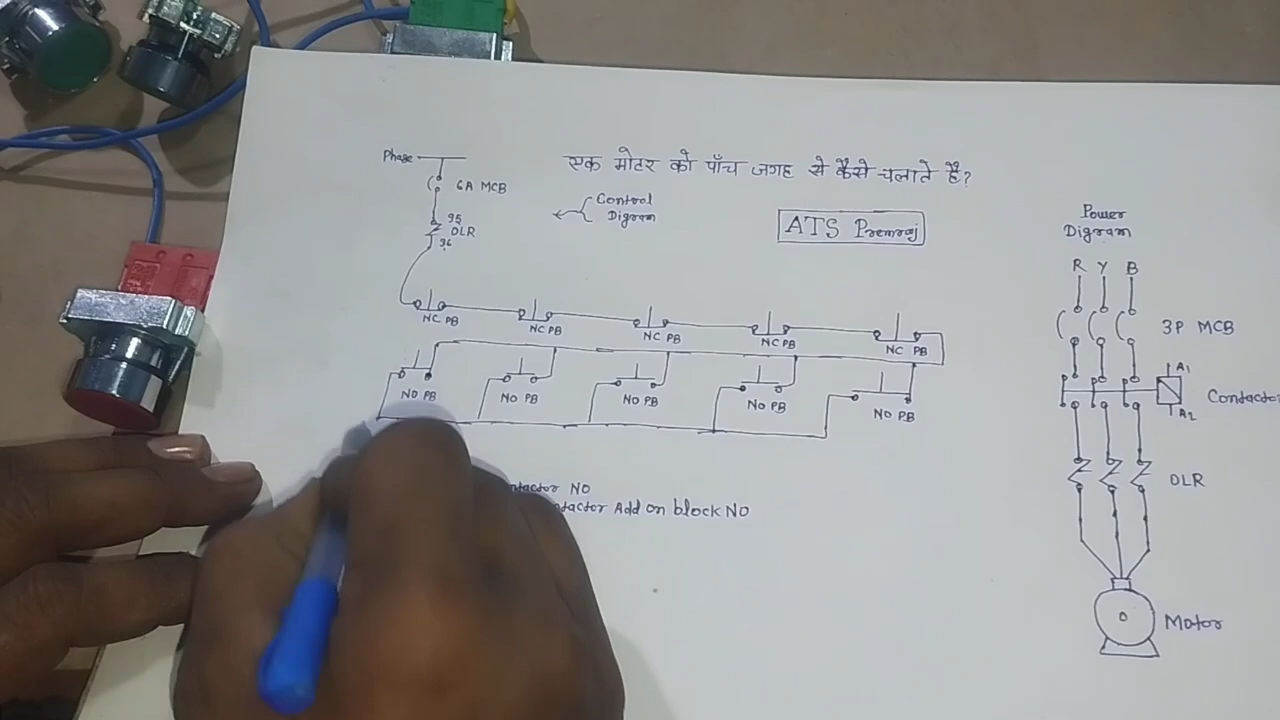 एक मोटर को पाँच जगह से कैसे चलाते है?
Phase
6A MCB
95
OLR
96
Control
Digram
ATS Premraj
NC PB
NC PB
NC PB
NC PB
NC PB
NO PB
NO PB
NO PB
NO PB
NO PB
NO
Add on block NO
Power
Digram
R Y B
3P MCB
A1
A2
Contactor
OLR
Motor